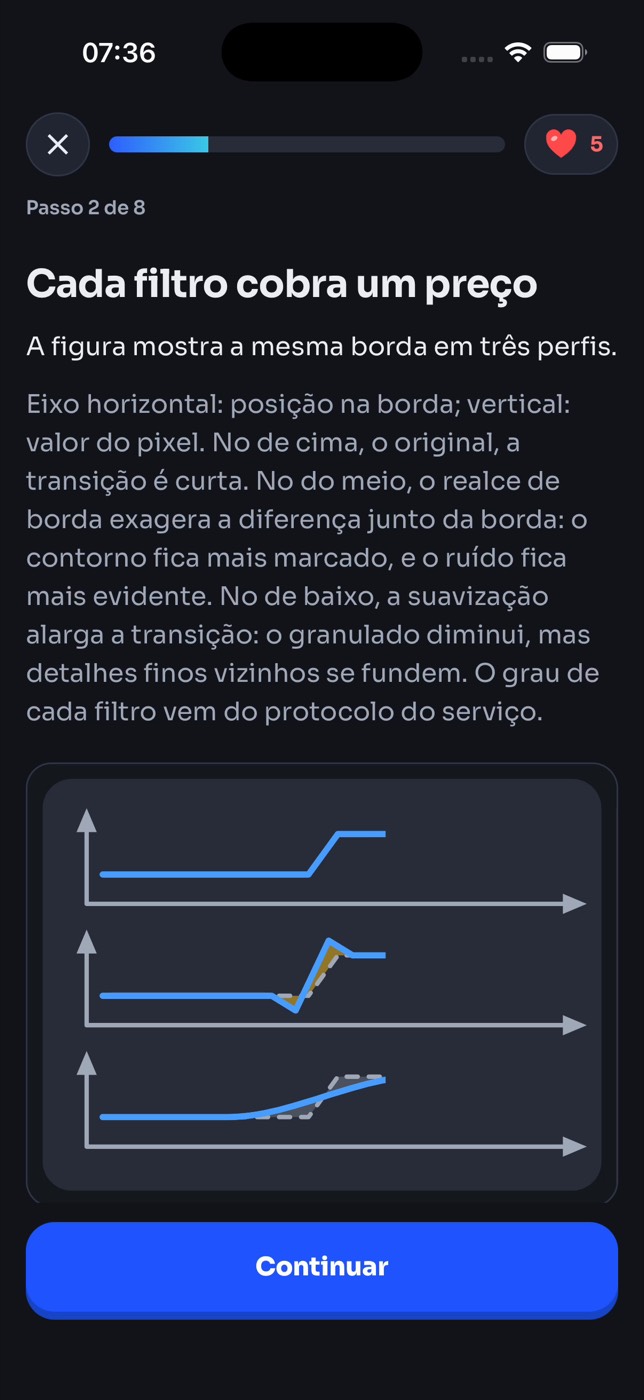 07:36
5
Passo 2 de 8
Cada filtro cobra um preço
A figura mostra a mesma borda em três perfis.
Eixo horizontal: posição na borda; vertical:
valor do pixel. No de cima, o original, a
transição é curta. No do meio, o realce de
borda exagera a diferença junto da borda: o
contorno fica mais marcado, e o ruído fica
mais evidente. No de baixo, a suavização
alarga a transição: o granulado diminui, mas
detalhes finos vizinhos se fundem. O grau de
cada filtro vem do protocolo do serviço.
Continuar